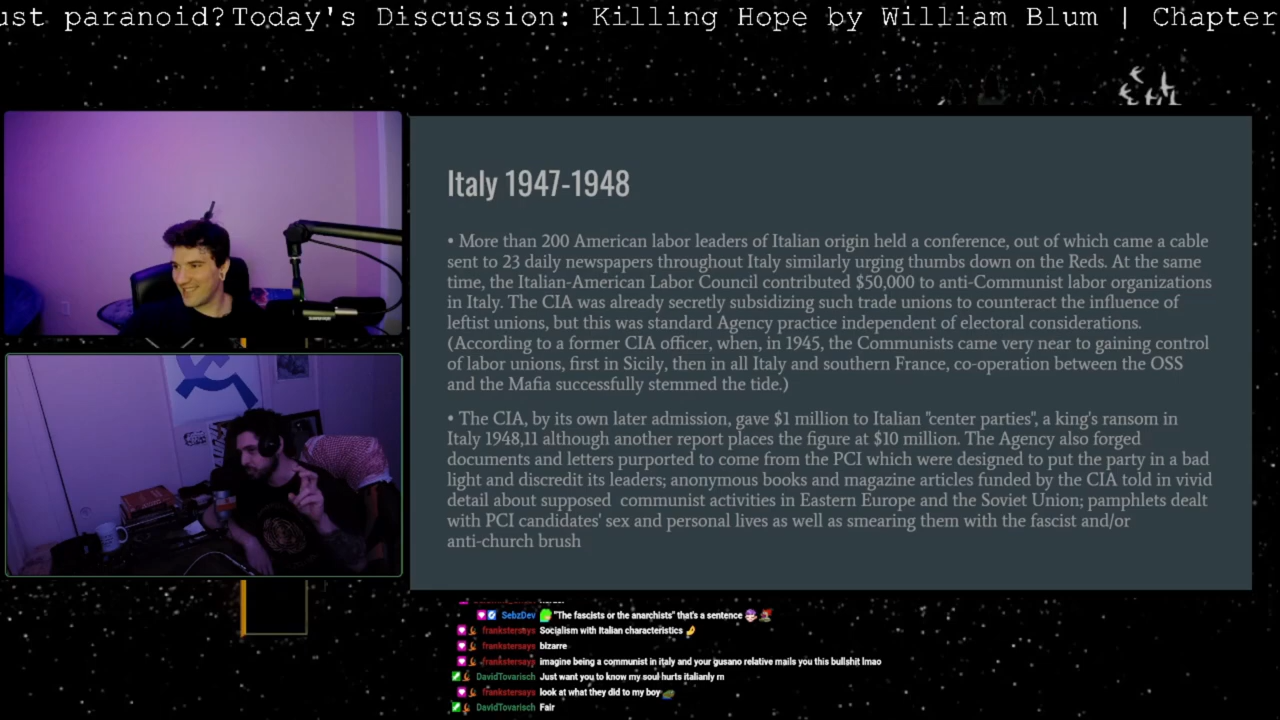 ust paranoid?Today's Discussion: Killing Hope by William Blum | Chapter
Italy 1947-1948
• More than 200 American labor leaders of Italian origin held a conference, out of which came a cable
sent to 23 daily newspapers throughout Italy similarly urging thumbs down on the Reds. At the same
time, the Italian-American Labor Council contributed $50,000 to anti-Communist labor organizations
in Italy. The CIA was already secretly subsidizing such trade unions to counteract the influence of
leftist unions, but this was standard Agency practice independent of electoral considerations.
(According to a former CIA officer, when, in 1945, the Communists came very near to gaining control
of labor unions, first in Sicily, then in all Italy and southern France, co-operation between the OSS
and the Mafia successfully stemmed the tide.)
• The CIA, by its own later admission, gave $1 million to Italian "center parties", a king's ransom in
Italy 1948,11 although another report places the figure at $10 million. The Agency also forged
documents and letters purported to come from the PCI which were designed to put the party in a bad
light and discredit its leaders; anonymous books and magazine articles funded by the CIA told in vivid
detail about supposed communist activities in Eastern Europe and the Soviet Union; pamphlets dealt
with PCI candidates' sex and personal lives as well as smearing them with the fascist and/or
anti-church brush
SebzDev "The fascists or the anarchists" that's a sentence
frankstersays Socialism with Italian characteristics
frankstersays bizarre
frankstersays imagine being a communist in italy and your gusano relative mails you this bullshit lmao
DavidTovarisch Just want you to know my soul hurts italianly m
frankstersays look at what they did to my boy
DavidTovarisch Fair